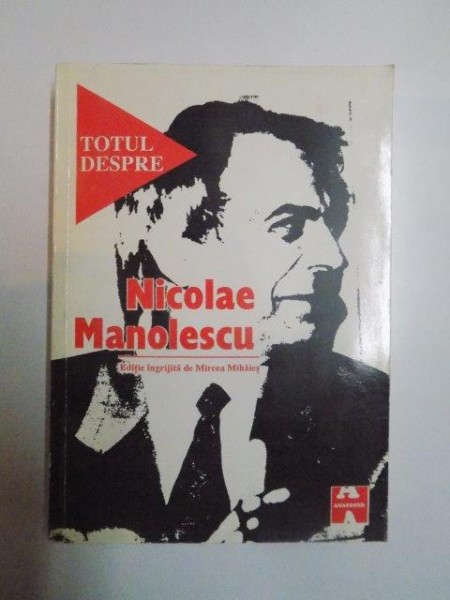 TOTUL
DESPRE
Nicolae
Manolescu
Ediție îngrijită de Mircea Mihăieș
AMARCORD